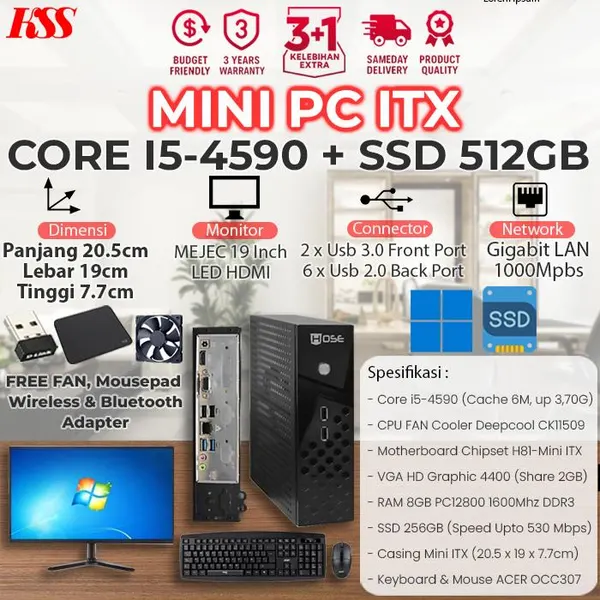 KSS
$
3
3+1
KELEBIHAN
EXTRA
BUDGET
FRIENDLY
3 YEARS
WARRANTY
SAMEDAY
DELIVERY
PRODUCT
QUALITY
MINI PC ITX
CORE I5-4590 + SSD 512GB
Dimensi
Panjang 20.5cm
Lebar 19cm
Tinggi 7.7cm
Monitor
MEJEC 19 Inch
LED HDMI
Connector
2 x Usb 3.0 Front Port
6 x Usb 2.0 Back Port
Network
Gigabit LAN
1000Mpbs
D-Link
FREE FAN, Mousepad
Wireless & Bluetooth
Adapter
HOSE
SSD
Spesifikasi :
- Core i5-4590 (Cache 6M, up 3,70G)
- CPU FAN Cooler Deepcool CK11509
- Motherboard Chipset H81-Mini ITX
- VGA HD Graphic 4400 (Share 2GB)
- RAM 8GB PC12800 1600Mhz DDR3
- SSD 256GB (Speed Upto 530 Mbps)
- Casing Mini ITX (20.5 x 19 x 7.7cm)
- Keyboard & Mouse ACER OCC307